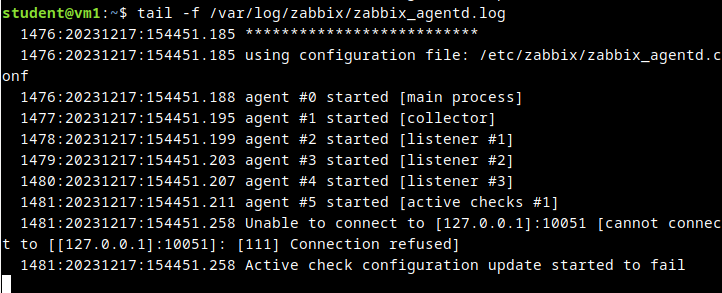 student@vm1:~$ tail -f /var/log/zabbix/zabbix_agentd.log
  1476:20231217:154451.185 **************************
  1476:20231217:154451.185 using configuration file: /etc/zabbix/zabbix_agentd.c
onf
  1476:20231217:154451.188 agent #0 started [main process]
  1477:20231217:154451.195 agent #1 started [collector]
  1478:20231217:154451.199 agent #2 started [listener #1]
  1479:20231217:154451.203 agent #3 started [listener #2]
  1480:20231217:154451.207 agent #4 started [listener #3]
  1481:20231217:154451.211 agent #5 started [active checks #1]
  1481:20231217:154451.258 Unable to connect to [127.0.0.1]:10051 [cannot connec
t to [[127.0.0.1]:10051]: [111] Connection refused]
  1481:20231217:154451.258 Active check configuration update started to fail